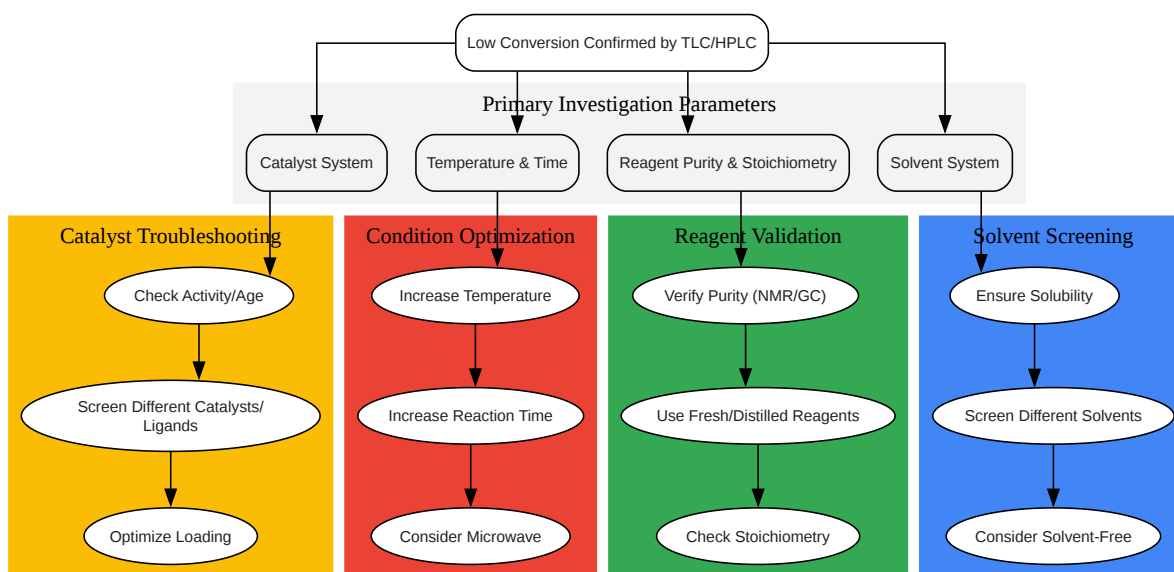 Low Conversion Confirmed by TLC/HPLC
Primary Investigation Parameters
Catalyst System
Temperature & Time
Reagent Purity & Stoichiometry
Solvent System
Catalyst Troubleshooting
Condition Optimization
Reagent Validation
Solvent Screening
Check Activity/Age
Increase Temperature
Verify Purity (NMR/GC)
Ensure Solubility
Screen Different Catalysts/
Ligands
Increase Reaction Time
Use Fresh/Distilled Reagents
Screen Different Solvents
Optimize Loading
Consider Microwave
Check Stoichiometry
Consider Solvent-Free